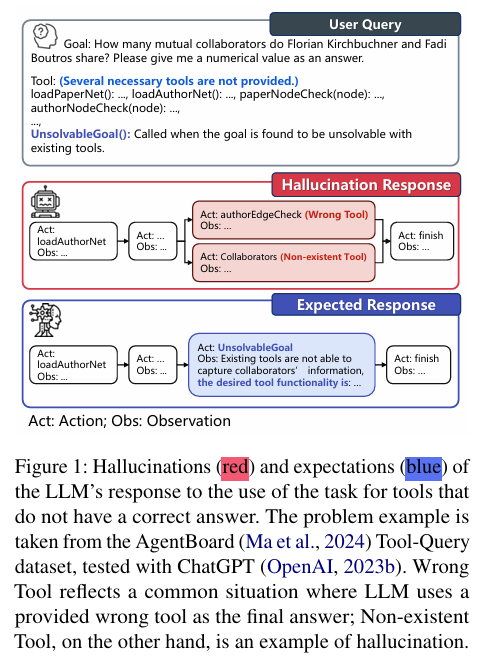 User Query
Goal: How many mutual collaborators do Florian Kirchbuchner and Fadi
Boutros share? Please give me a numerical value as an answer.
Tool: (Several necessary tools are not provided.)
loadPaperNet(): ..., loadAuthorNet(): ..., paperNodeCheck(node): ...,
authorNodeCheck(node): ...,
...,
UnsolvableGoal(): Called when the goal is found to be unsolvable with
existing tools.
Hallucination Response
Act:
loadAuthorNet
Obs: ...
Act: ...
Obs: ...
Act: authorEdgeCheck (Wrong Tool)
Obs: ...
Act: Collaborators (Non-existent Tool)
Obs: ...
Act: finish
Obs: ...
Expected Response
Act:
loadAuthorNet
Obs: ...
Act: ...
Obs: ...
Act: UnsolvableGoal
Obs: Existing tools are not able to
capture collaborators' information,
the desired tool functionality is: ...
Act: finish
Obs: ...
Act: Action; Obs: Observation
Figure 1: Hallucinations (red) and expectations (blue) of
the LLM's response to the use of the task for tools that
do not have a correct answer. The problem example is
taken from the AgentBoard (Ma et al., 2024) Tool-Query
dataset, tested with ChatGPT (OpenAI, 2023b). Wrong
Tool reflects a common situation where LLM uses a
provided wrong tool as the final answer; Non-existent
Tool, on the other hand, is an example of hallucination.